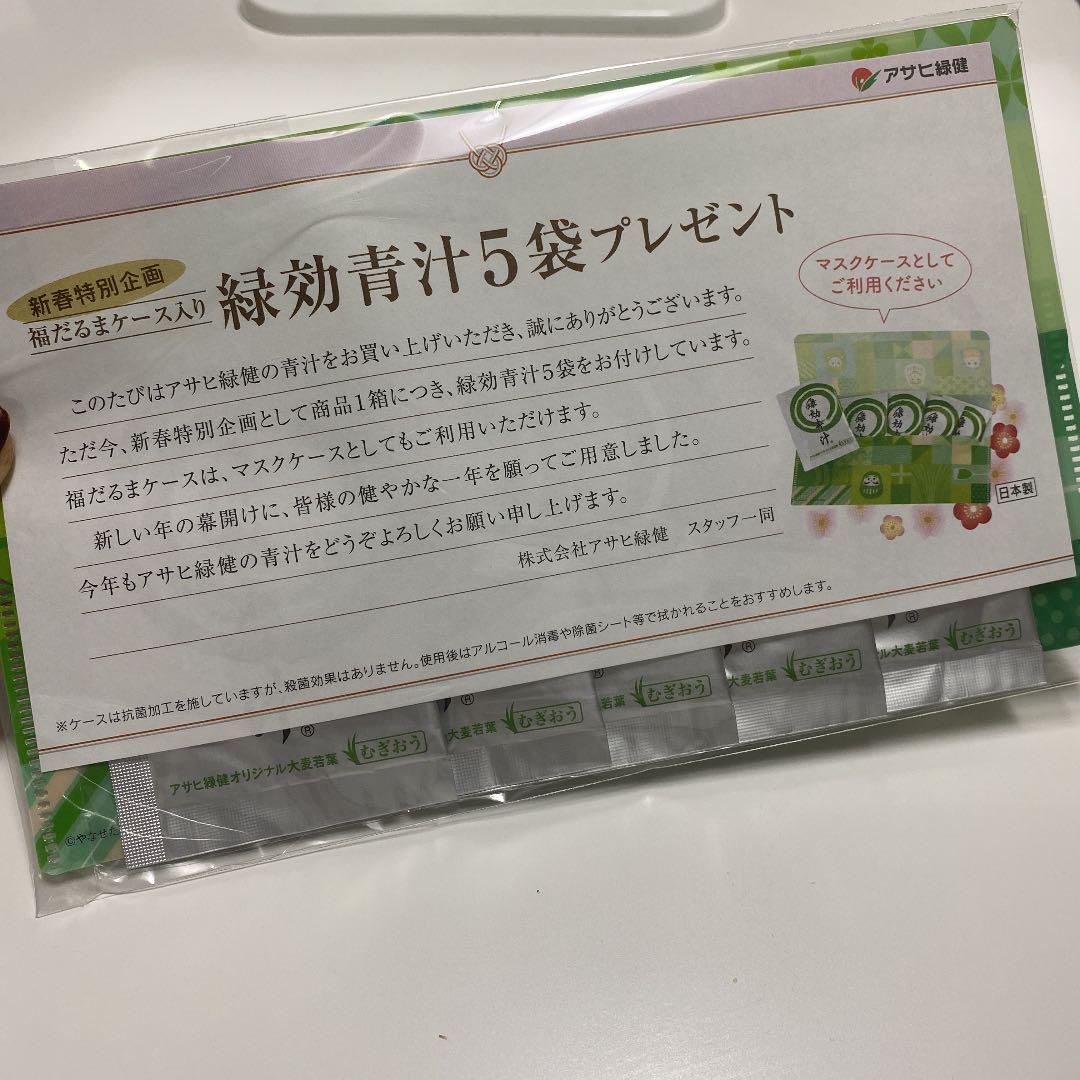 アサヒ緑健
新春特別企画
福だるまケース入り
緑効青汁5袋プレゼント
マスクケースとして
ご利用ください
このたびはアサヒ緑健の青汁をお買い上げいただき、誠にありがとうございます。
ただ今、新春特別企画として商品1箱につき、緑効青汁5袋をお付けしています。
福だるまケースは、マスクケースとしてもご利用いただけます。
新しい年の幕開けに、皆様の健やかな一年を願ってご用意しました。
今年もアサヒ緑健の青汁をどうぞよろしくお願い申し上げます。
株式会社アサヒ緑健 スタッフ一同
緑効青汁
日本製
※ケースは抗菌加工を施していますが、殺菌効果はありません。使用後はアルコール消毒や除菌シート等で拭かれることをおすすめします。
アサヒ緑健オリジナル大麦若葉 むぎおう
大麦若葉 むぎおう
若葉 むぎおう
大麦若葉 むぎおう
ル大麦若葉 むぎおう
©やなせた